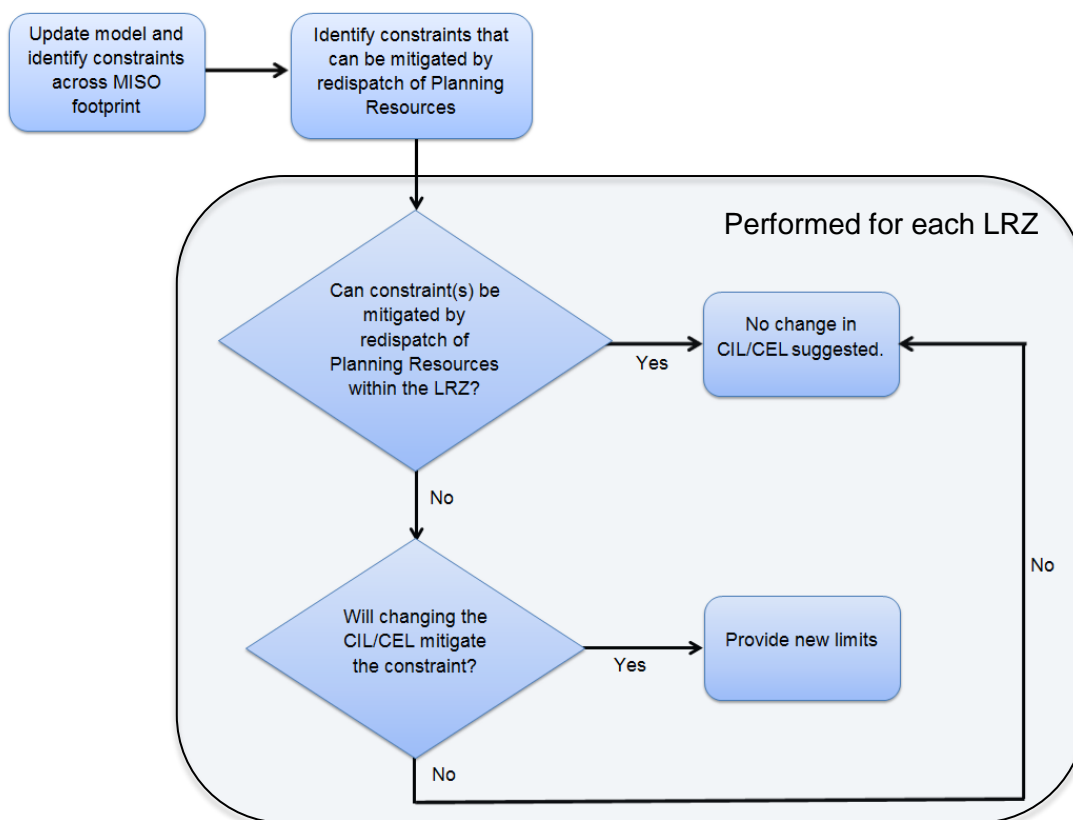 Update model and
identify constraints
across MISO
footprint
Identify constraints that
can be mitigated by
redispatch of Planning
Resources
Performed for each LRZ
Can constraint(s) be
mitigated by
redispatch of
Planning Resources
within the LRZ?
Yes
No change in
CIL/CEL suggested.
No
Will changing the
CIL/CEL mitigate
the constraint?
Yes
Provide new limits
No
No